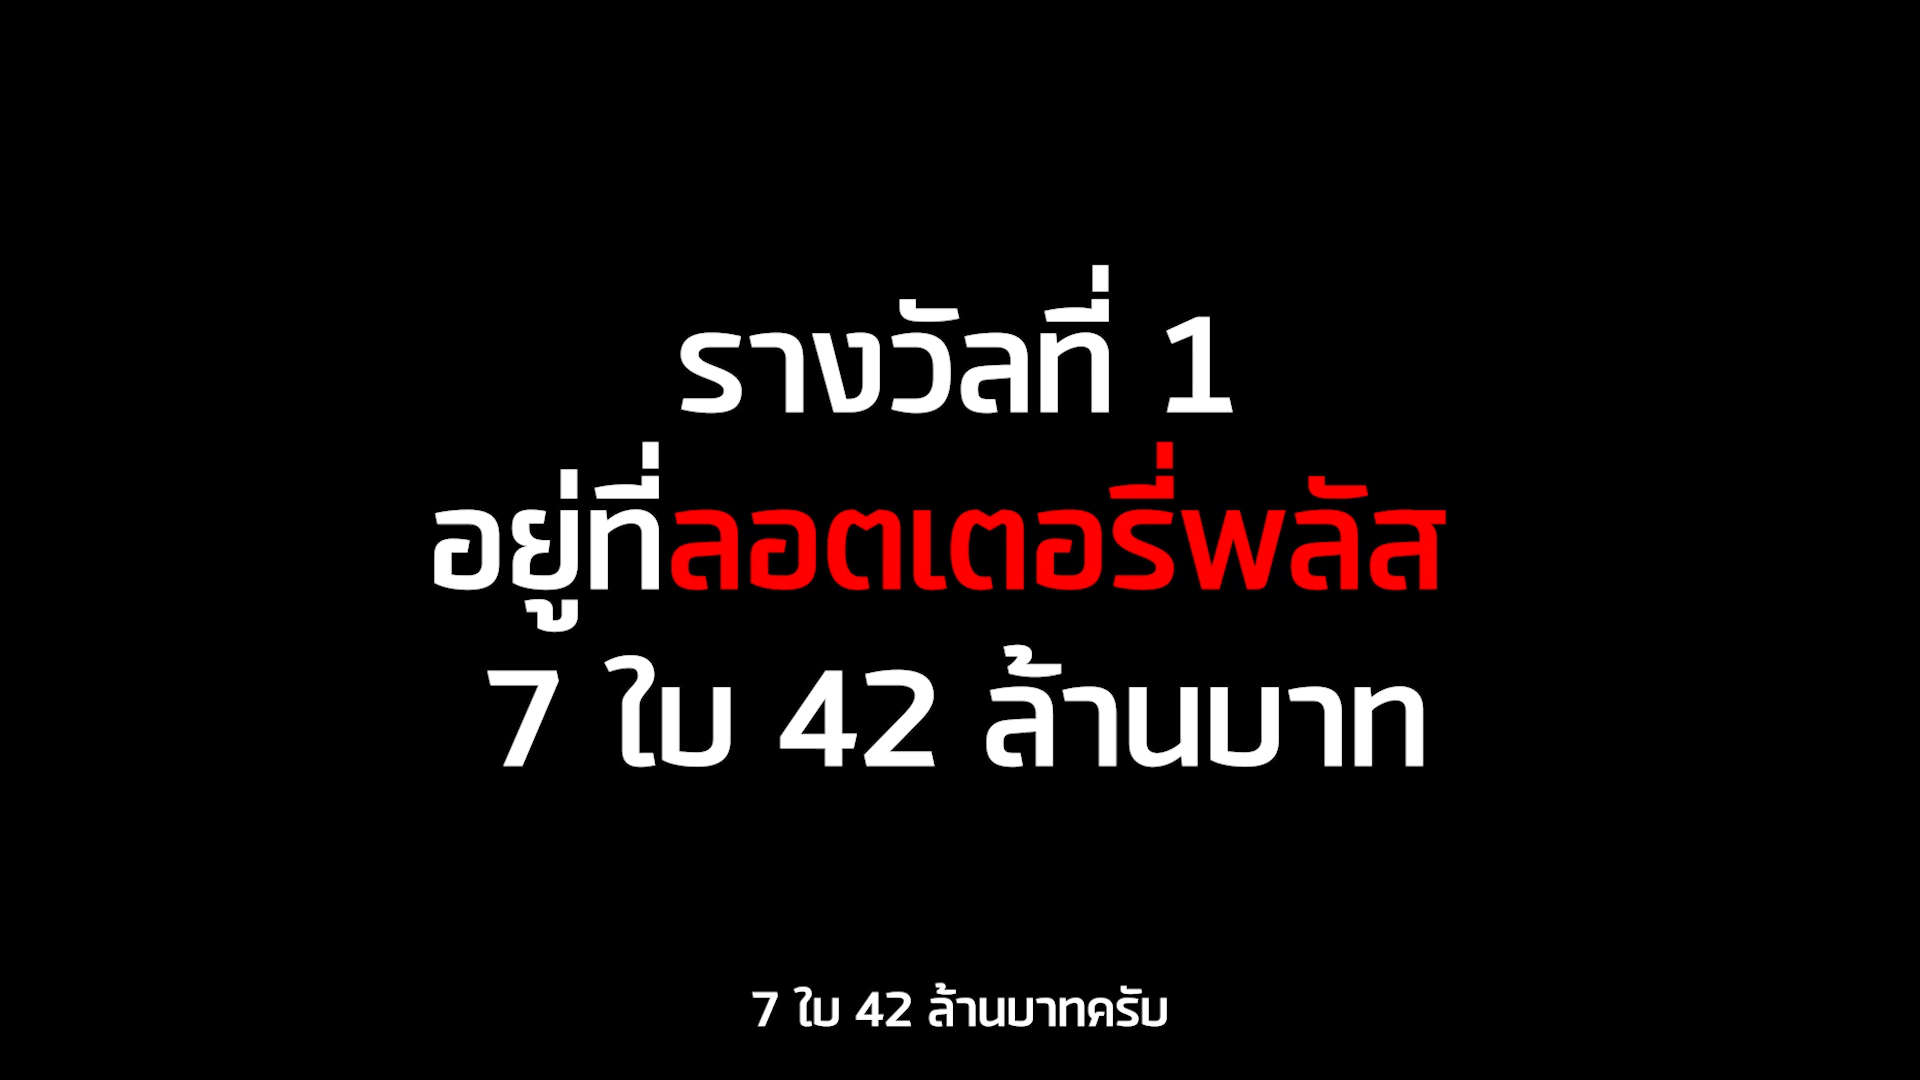 รางวัลที่ 1
อยู่ที่ลอตเตอรี่พลัส
7 ใบ 42 ล้านบาท
7 ใบ 42 ล้านบาทครับ